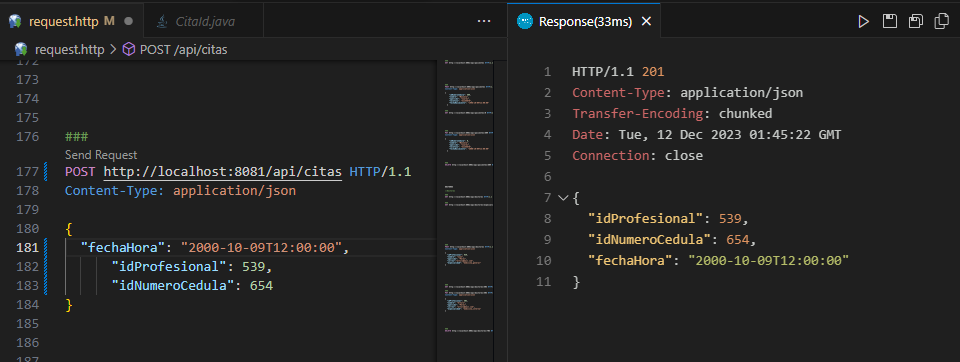 request.http M
CitaId.java
...
request.http > POST /api/citas
172
173
174
175
176 ###
Send Request
177 POST http://localhost:8081/api/citas HTTP/1.1
178 Content-Type: application/json
179
180 {
181 "fechaHora": "2000-10-09T12:00:00",
182 "idProfesional": 539,
183 "idNumeroCedula": 654
184 }
185
186
187
Response(33ms)
1 HTTP/1.1 201
2 Content-Type: application/json
3 Transfer-Encoding: chunked
4 Date: Tue, 12 Dec 2023 01:45:22 GMT
5 Connection: close
6
7 {
8 "idProfesional": 539,
9 "idNumeroCedula": 654,
10 "fechaHora": "2000-10-09T12:00:00"
11 }